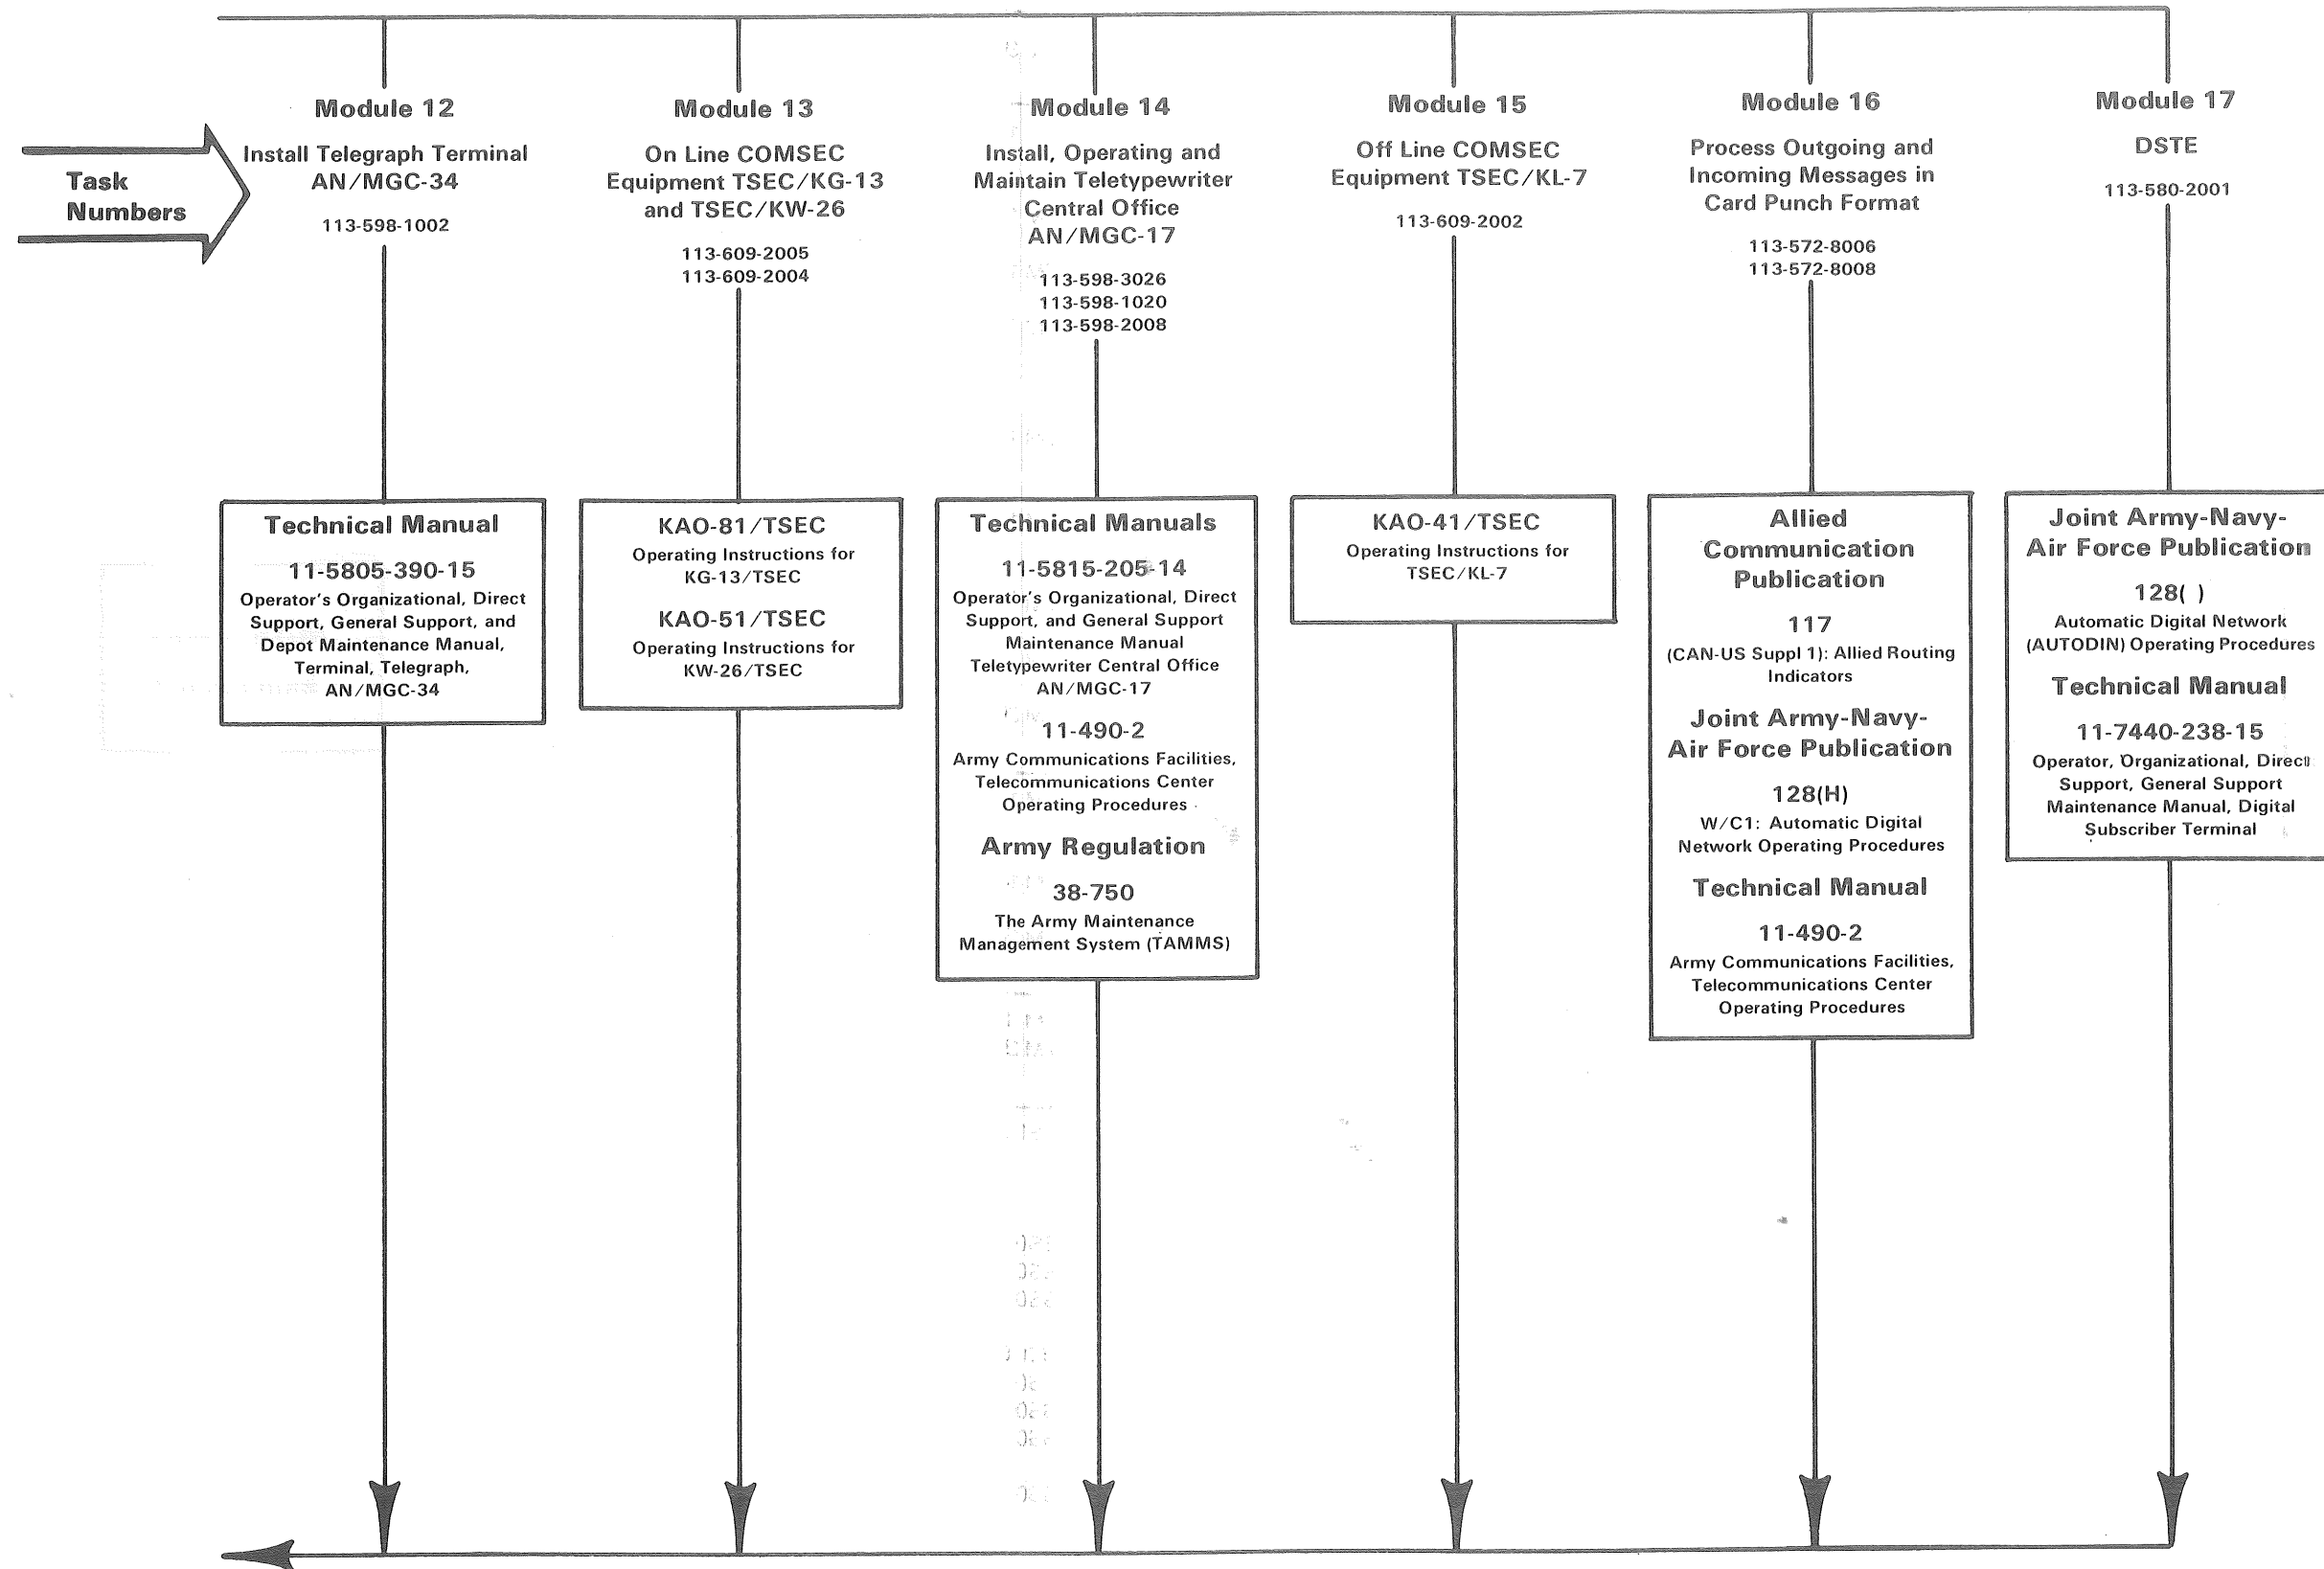 Task
Numbers
Module 12
Install Telegraph Terminal
AN/MGC-34
113-598-1002
Technical Manual
11-5805-390-15
Operator's Organizational, Direct
Support, General Support, and
Depot Maintenance Manual,
Terminal, Telegraph,
AN/MGC-34
Module 13
On Line COMSEC
Equipment TSEC/KG-13
and TSEC/KW-26
113-609-2005
113-609-2004
KAO-81/TSEC
Operating Instructions for
KG-13/TSEC
KAO-51/TSEC
Operating Instructions for
KW-26/TSEC
Module 14
Install, Operating and
Maintain Teletypewriter
Central Office
AN/MGC-17
113-598-3026
113-598-1020
113-598-2008
Technical Manuals
11-5815-205-14
Operator's Organizational, Direct
Support, and General Support
Maintenance Manual
Teletypewriter Central Office
AN/MGC-17
11-490-2
Army Communications Facilities,
Telecommunications Center
Operating Procedures
Army Regulation
38-750
The Army Maintenance
Management System (TAMMS)
Module 15
Off Line COMSEC
Equipment TSEC/KL-7
113-609-2002
KAO-41/TSEC
Operating Instructions for
TSEC/KL-7
Module 16
Process Outgoing and
Incoming Messages in
Card Punch Format
113-572-8006
113-572-8008
Allied
Communication
Publication
117
(CAN-US Suppl 1): Allied Routing
Indicators
Joint Army-Navy-
Air Force Publication
128(H)
W/C1: Automatic Digital
Network Operating Procedures
Technical Manual
11-490-2
Army Communications Facilities,
Telecommunications Center
Operating Procedures
Module 17
DSTE
113-580-2001
Joint Army-Navy-
Air Force Publication
128( )
Automatic Digital Network
(AUTODIN) Operating Procedures
Technical Manual
11-7440-238-15
Operator, Organizational, Direct
Support, General Support
Maintenance Manual, Digital
Subscriber Terminal